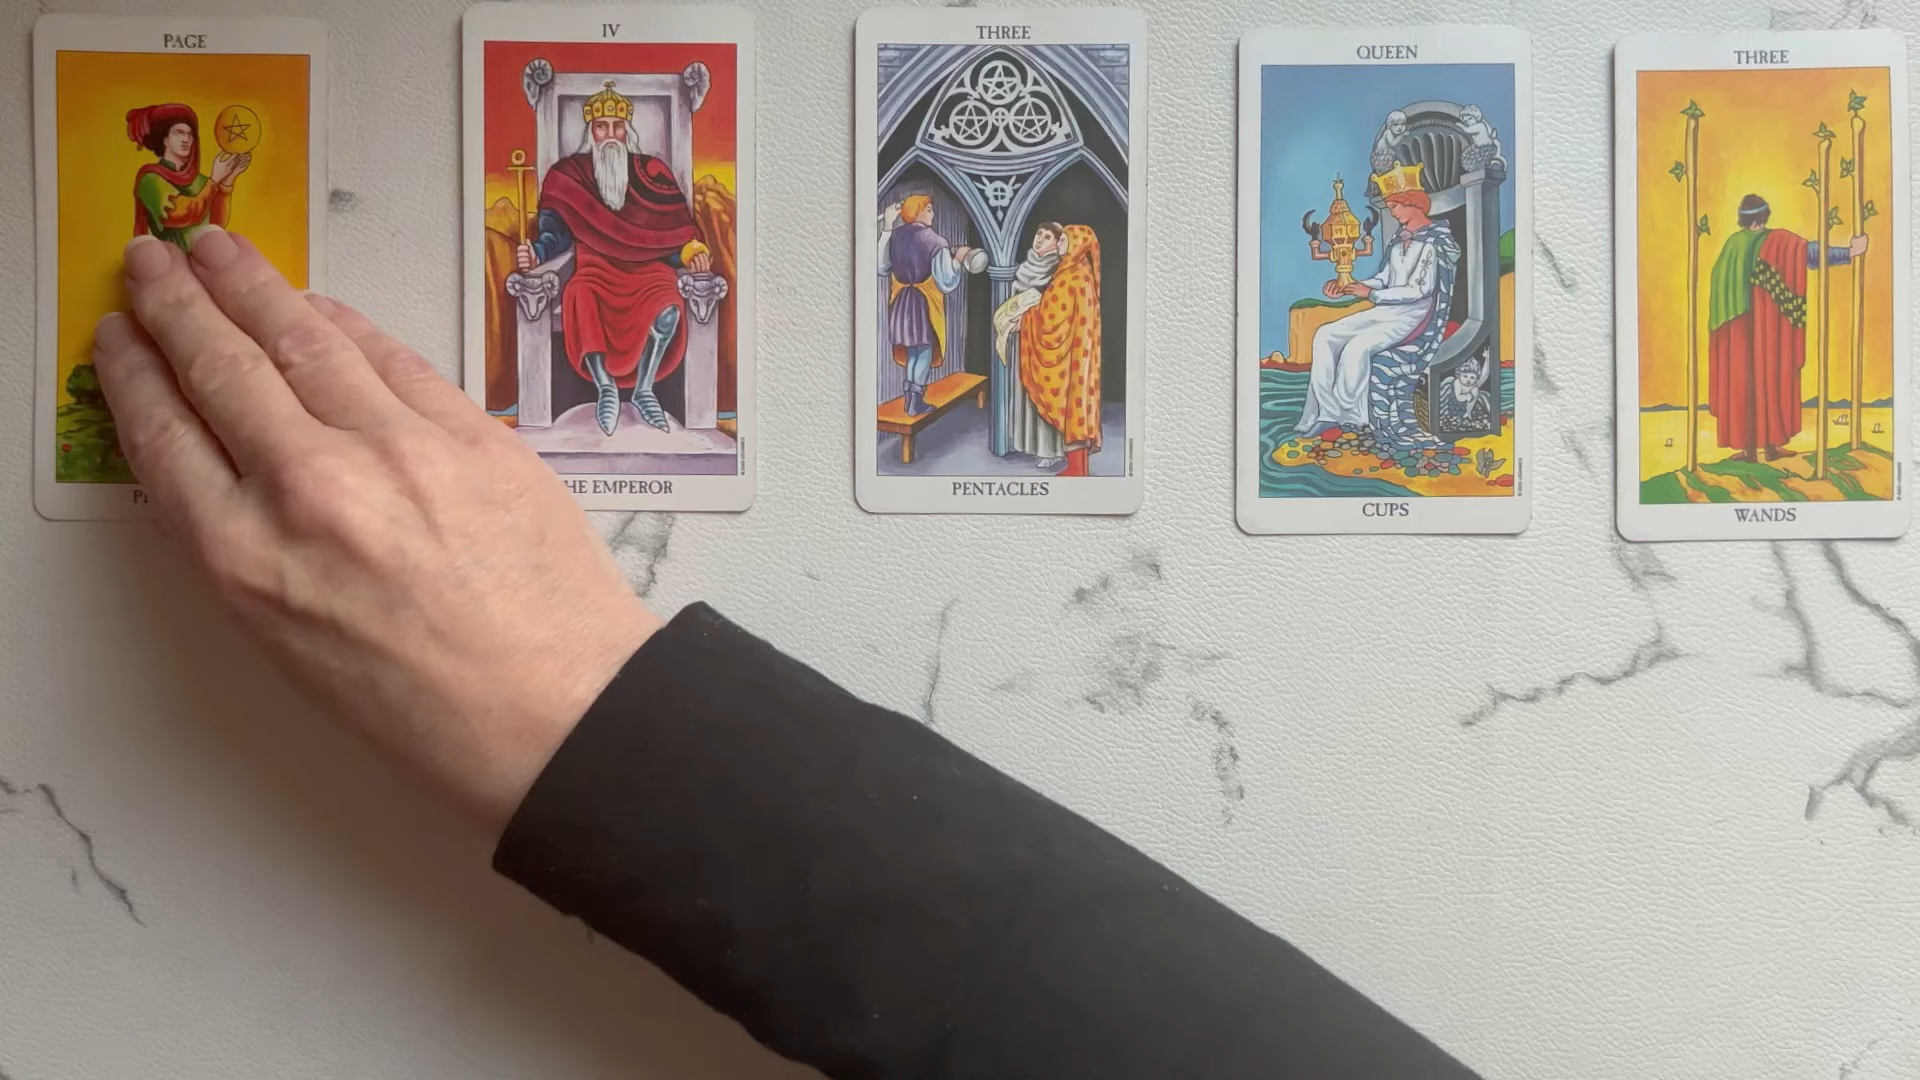 PAGE
IV
HE EMPEROR
THREE
PENTACLES
QUEEN
CUPS
THREE
WANDS